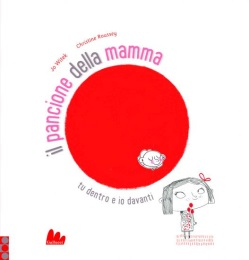 Jo Witek
Christine Roussey
il pancione della mamma
tu dentro e io davanti
Gallucci